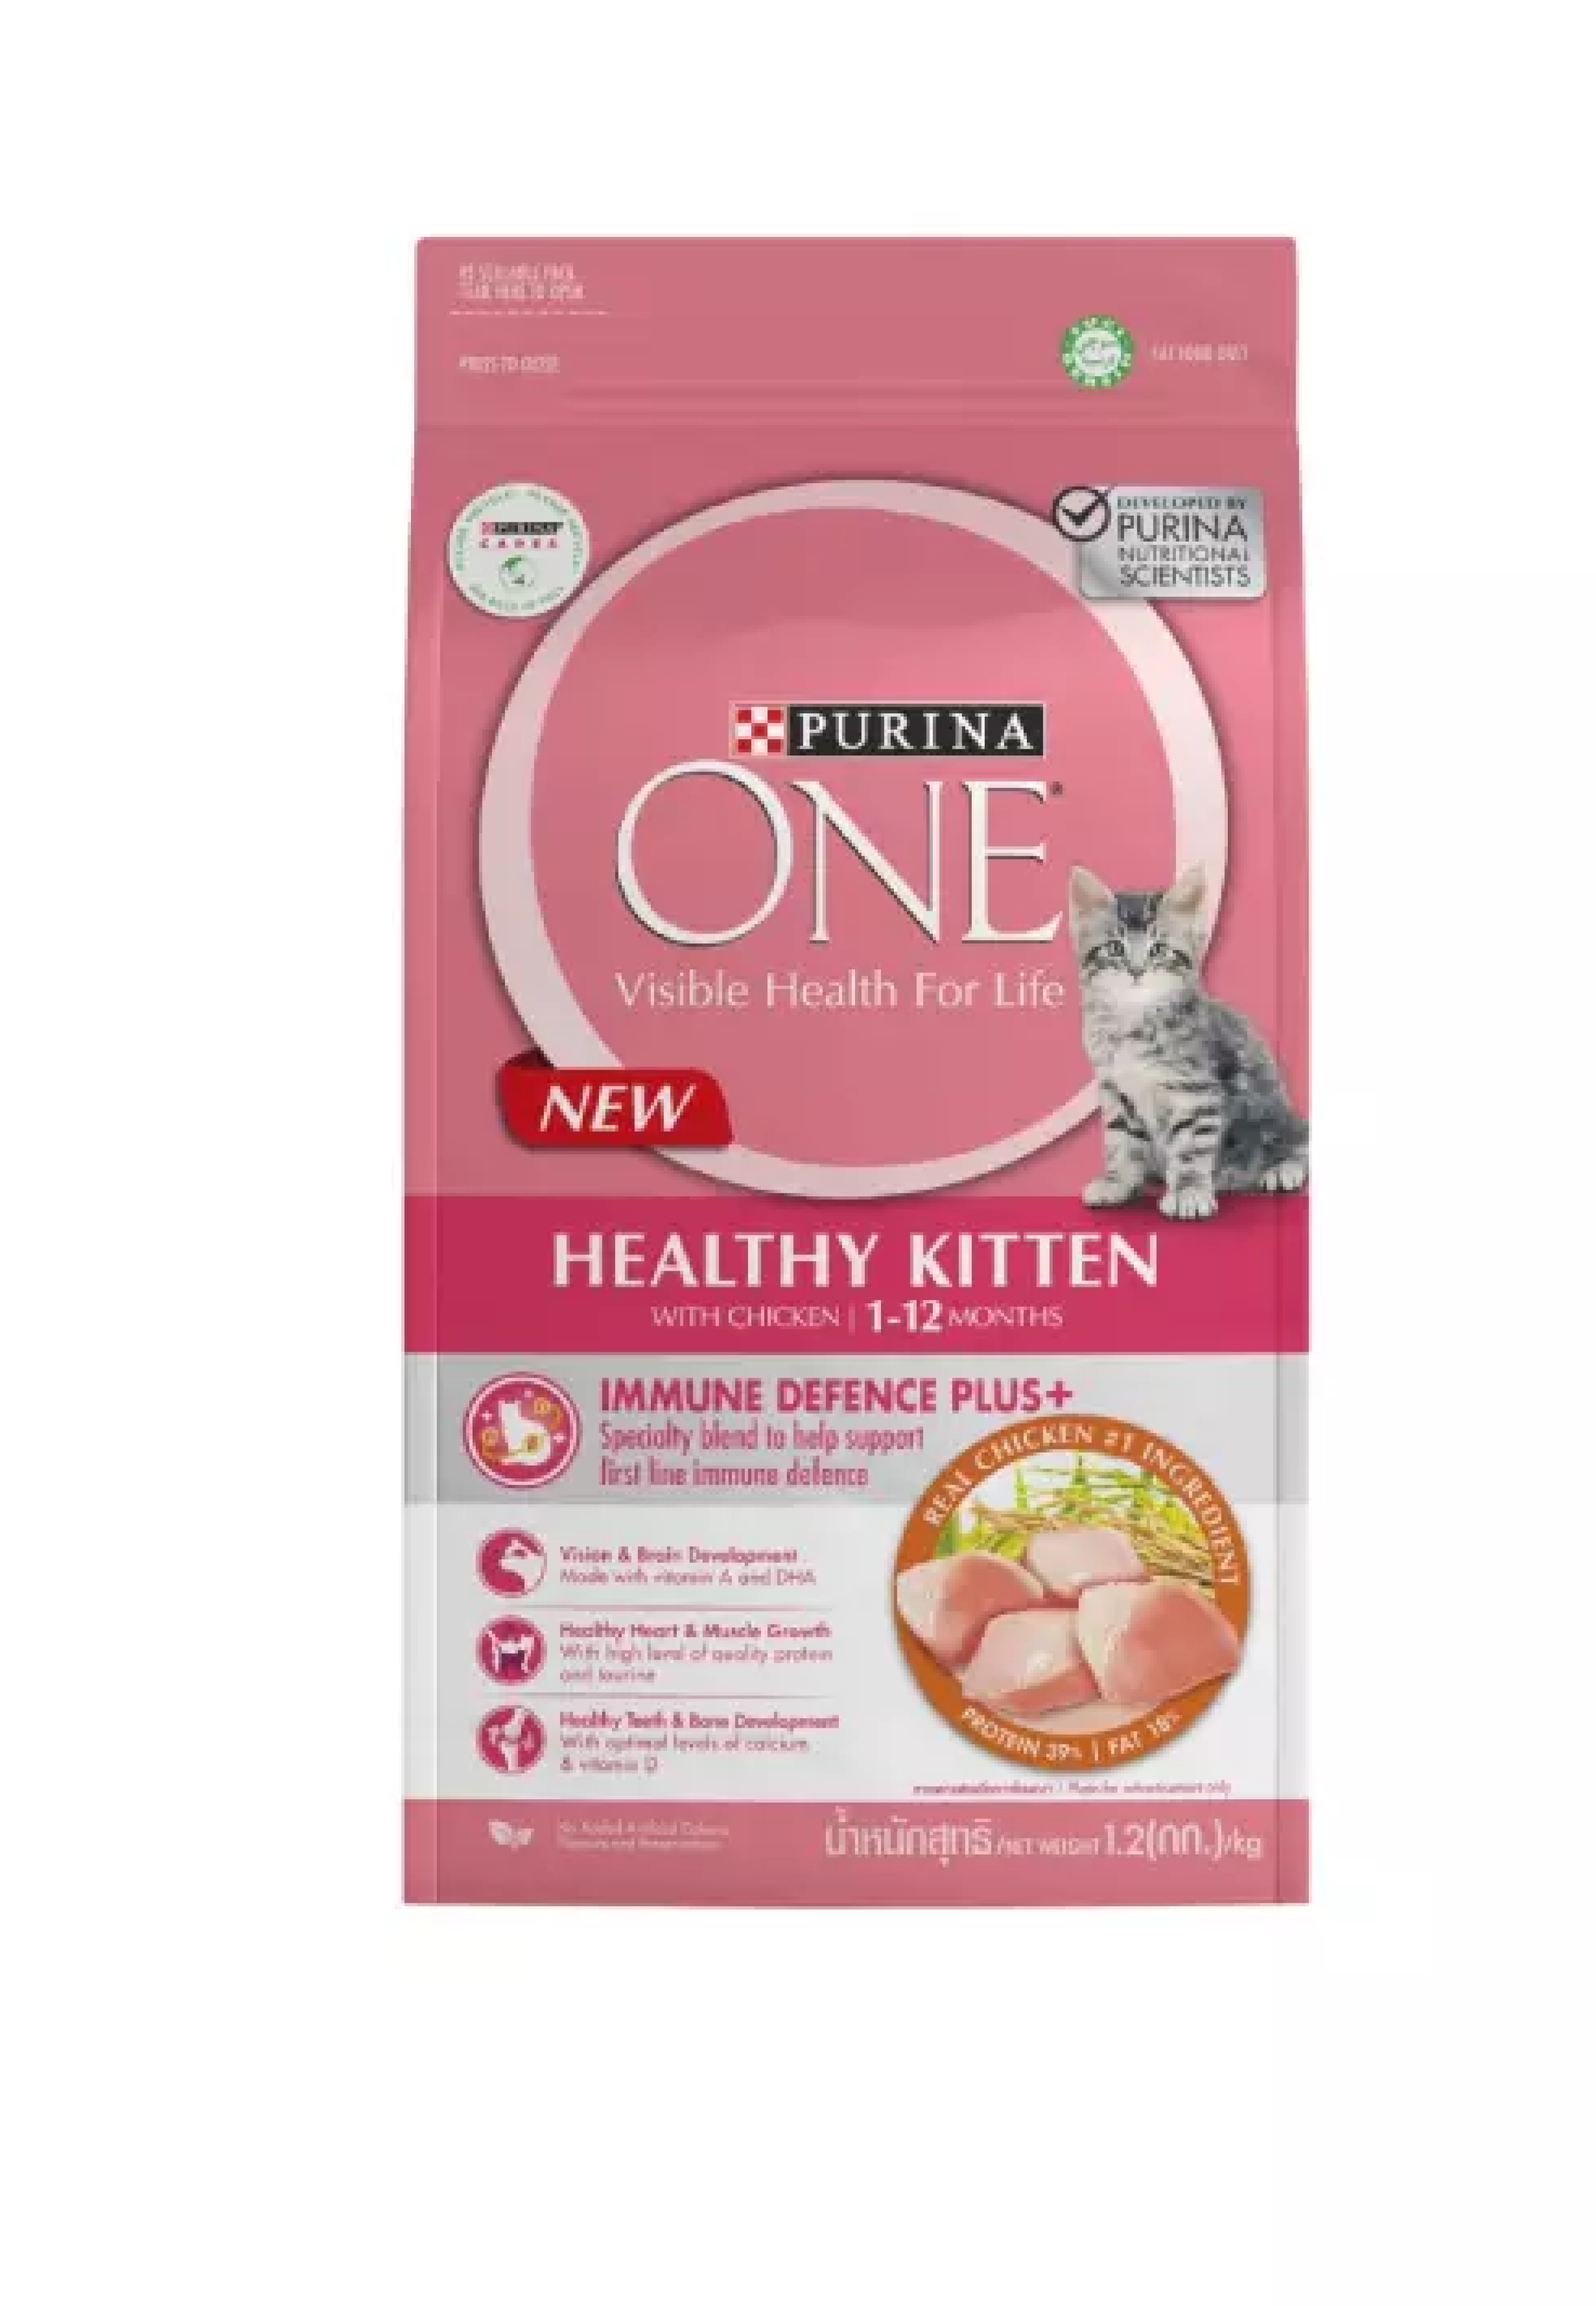 RE-SEALABLE PACK
TEAR HERE TO OPEN
PRESS TO CLOSE
CAT FOOD ONLY
PURINA
CARES
DEVELOPED BY
PURINA
NUTRITIONAL
SCIENTISTS
PURINA
ONE®
Visible Health For Life
NEW
HEALTHY KITTEN
WITH CHICKEN | 1-12 MONTHS
IMMUNE DEFENCE PLUS+
Specialty blend to help support
first line immune defence
REAL CHICKEN #1 INGREDIENT
Vision & Brain Development
Made with vitamin A and DHA
Healthy Heart & Muscle Growth
With high level of quality protein
and taurine
Healthy Teeth & Bone Development
With optimal levels of calcium
& vitamin D
PROTEIN 39% | FAT 18%
No Added Artificial Colours,
น้ำหนักสุทธิ/NET WEIGHT 1.2(กก.)/kg